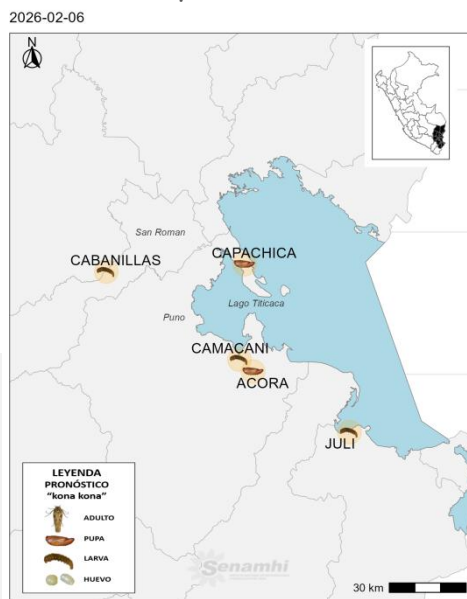 2026-02-06
N
San Roman
CABANILLAS
CAPACHICA
Lago Titicaca
Puno
CAMACANI
ACORA
JULI
LEYENDA
PRONÓSTICO
"kona kona"
ADULTO
PUPA
LARVA
HUEVO
Senamhi
30 km